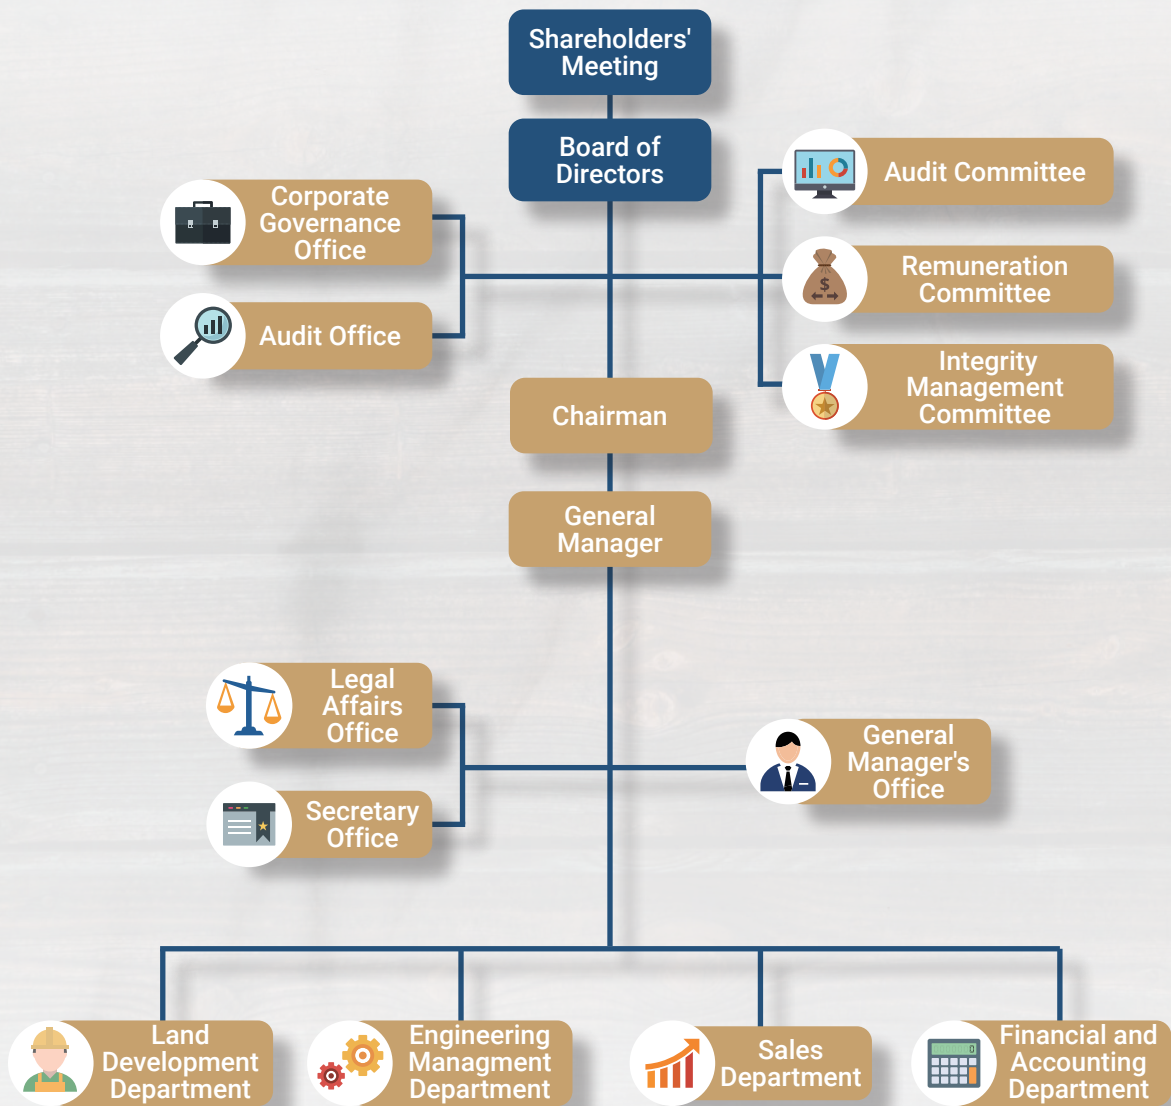 Shareholders'
Meeting
Board of
Directors
Corporate
Governance
Office
Audit Office
Audit Committee
Remuneration
Committee
Integrity
Management
Committee
Chairman
General
Manager
Legal
Affairs
Office
Secretary
Office
General
Manager's
Office
Land
Development
Department
Engineering
Managment
Department
Sales
Department
Financial and
Accounting
Department